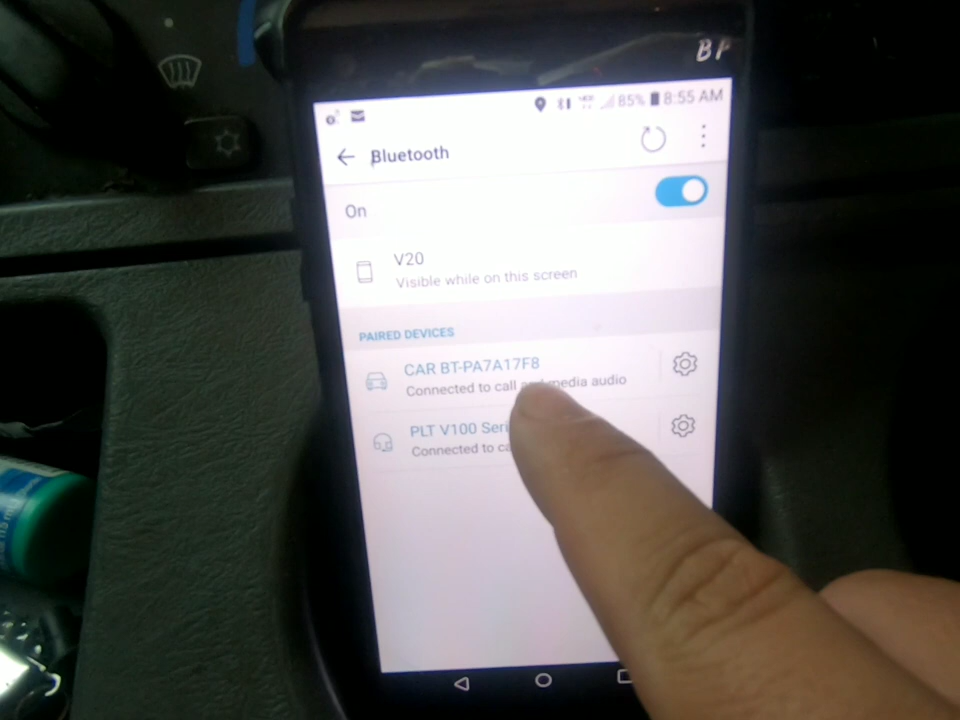 BP
85% 8:55 AM
Bluetooth
On
V20
Visible while on this screen
PAIRED DEVICES
CAR BT-PA7A17F8
Connected to call and media audio
PLT V100 Seri
Connected to ca